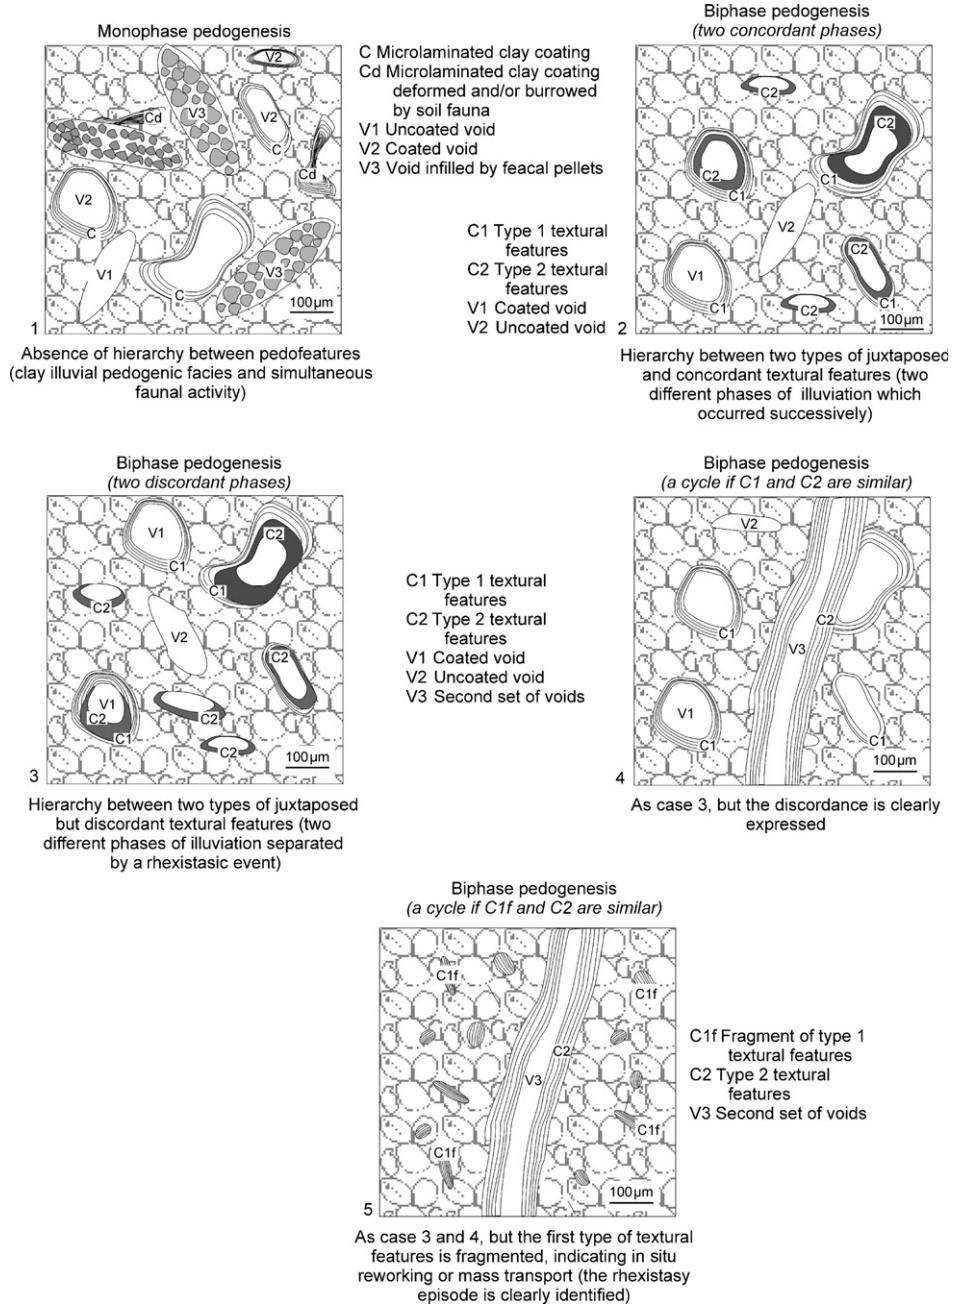 Monophase pedogenesis
V2
V3
V2
C
Cd
Cd
V2
C
V1
C
V3
100 µm
1
Absence of hierarchy between pedofeatures
(clay illuvial pedogenic facies and simultaneous
faunal activity)
C Microlaminated clay coating
Cd Microlaminated clay coating
deformed and/or burrowed
by soil fauna
V1 Uncoated void
V2 Coated void
V3 Void infilled by feacal pellets
Biphase pedogenesis
(two concordant phases)
C2
C2
C2
C1
V2
C2
V1
C1
C2
C1
100 µm
2
C1 Type 1 textural
features
C2 Type 2 textural
features
V1 Coated void
V2 Uncoated void
Hierarchy between two types of juxtaposed
and concordant textural features (two
different phases of illuviation which
occurred successively)
Biphase pedogenesis
(two discordant phases)
V1
C1
C2
C1
C2
V2
C2
V1
C2
C1
C2
C2
100 µm
3
Hierarchy between two types of juxtaposed
but discordant textural features (two
different phases of illuviation separated
by a rhexistasic event)
C1 Type 1 textural
features
C2 Type 2 textural
features
V1 Coated void
V2 Uncoated void
V3 Second set of voids
Biphase pedogenesis
(a cycle if C1 and C2 are similar)
V2
C2
C1
V3
V1
C1
C1
100 µm
4
As case 3, but the discordance is clearly
expressed
Biphase pedogenesis
(a cycle if C1f and C2 are similar)
C1f
C1f
C2
V3
C1f
C1f
100 µm
5
C1f Fragment of type 1
textural features
C2 Type 2 textural
features
V3 Second set of voids
As case 3 and 4, but the first type of textural
features is fragmented, indicating in situ
reworking or mass transport (the rhexistasy
episode is clearly identified)